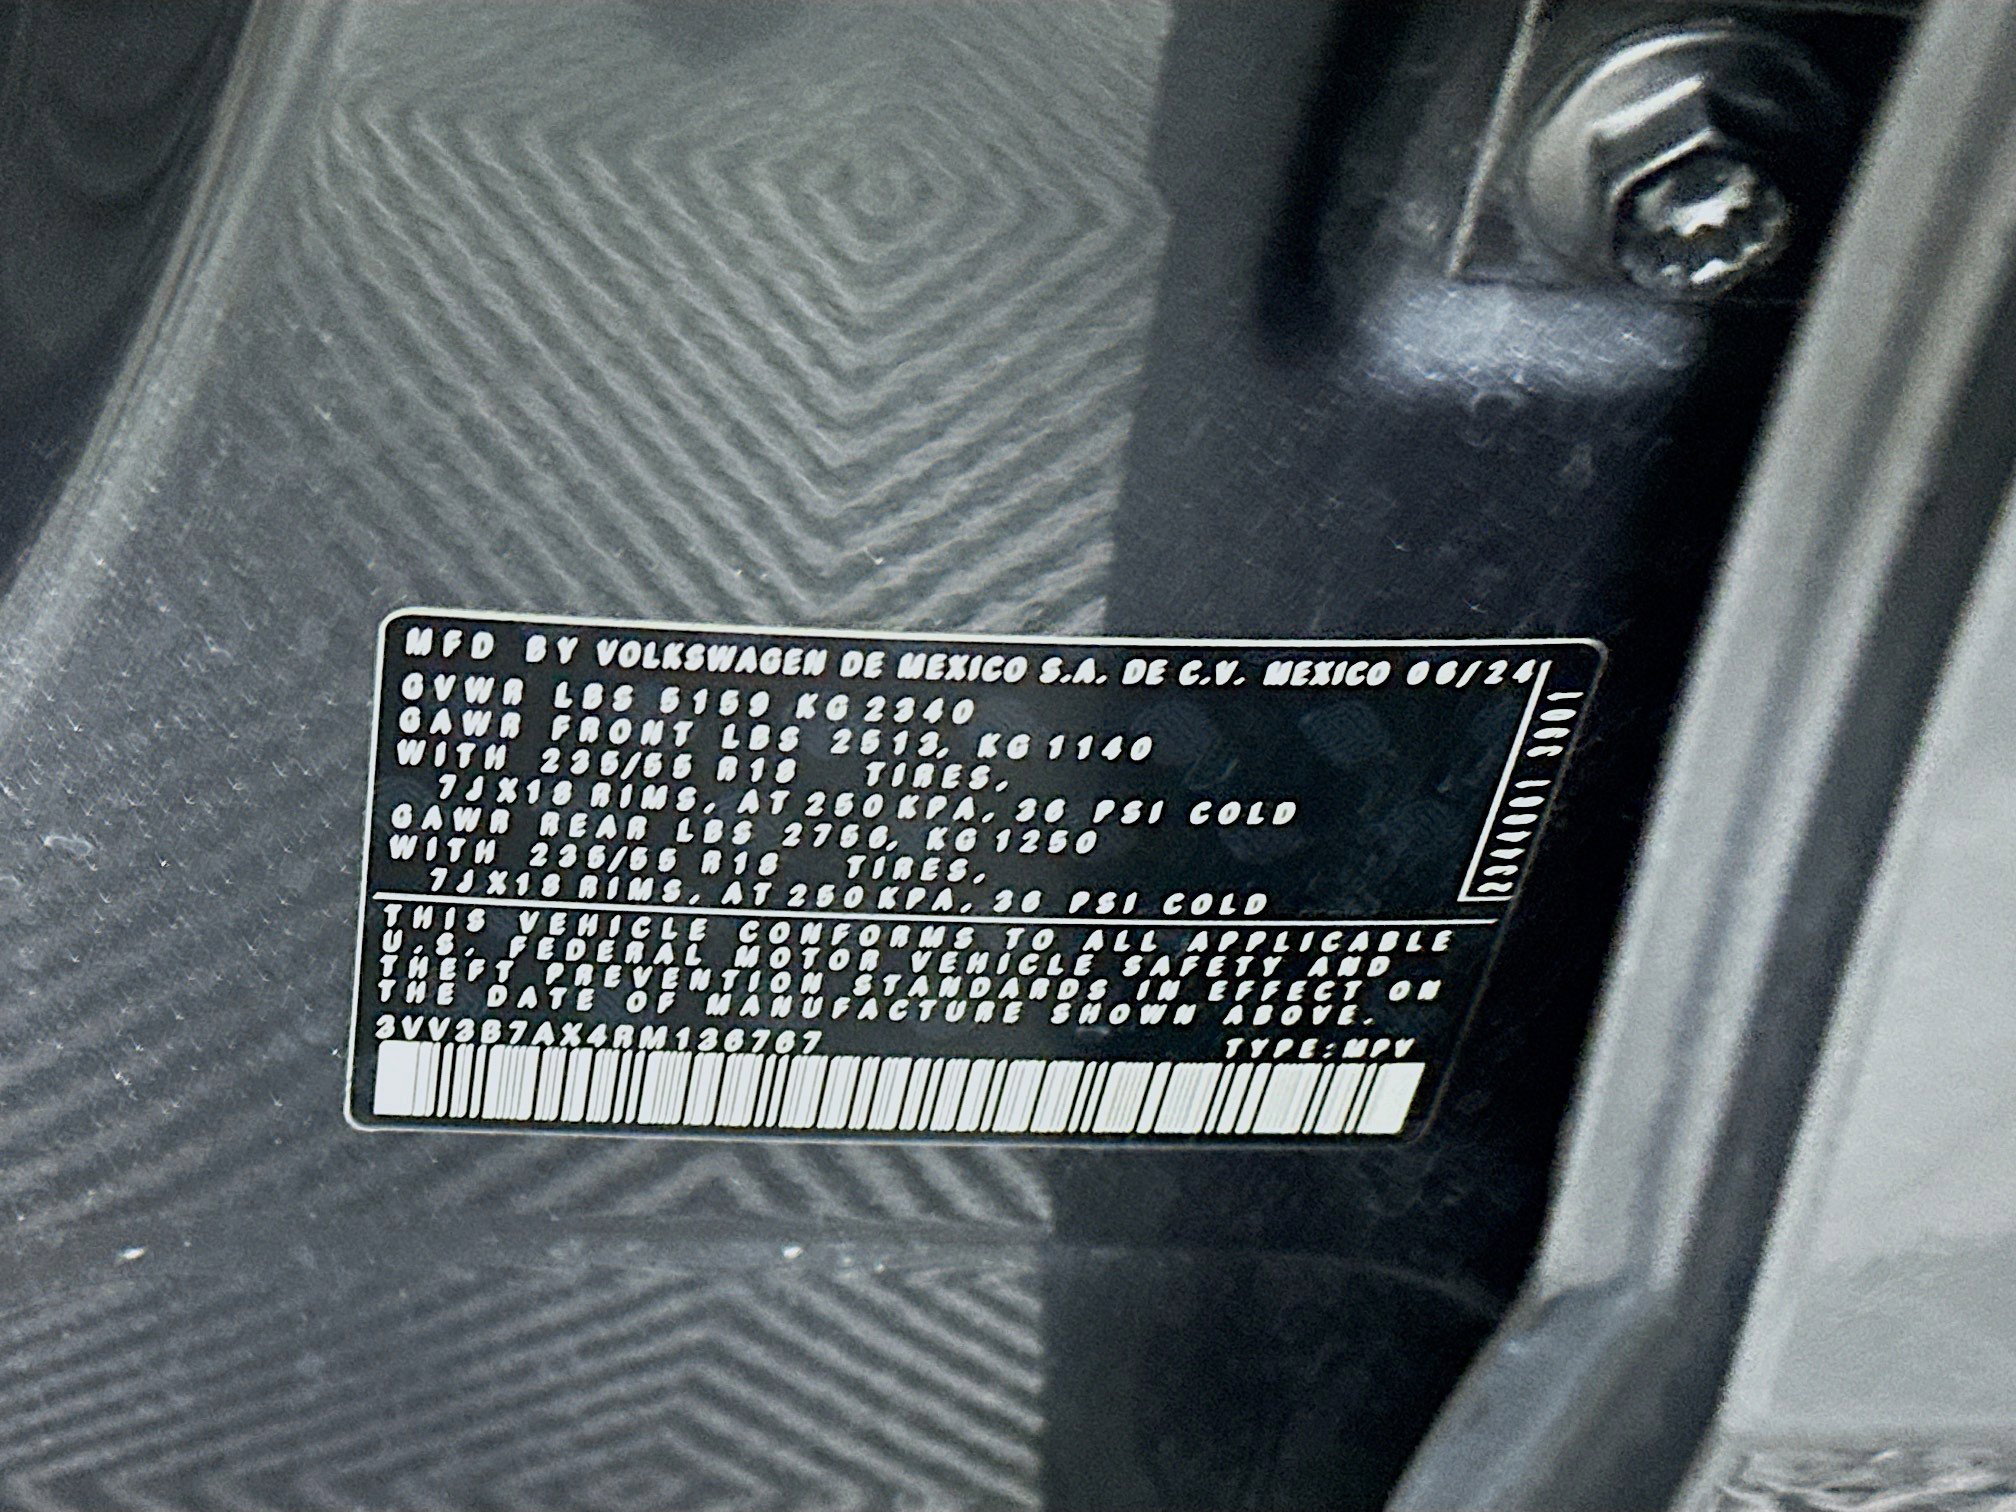 MFD BY VOLKSWAGEN DE MEXICO S.A. DE C.V. MEXICO 06/24
GVWR LBS 5159 KG 2340
GAWR FRONT LBS 2513, KG 1140
WITH 235/55 R18 TIRES,
7JX18 RIMS, AT 250 KPA, 36 PSI COLD
GAWR REAR LBS 2756, KG 1250
WITH 235/55 R18 TIRES,
7JX18 RIMS, AT 250 KPA, 36 PSI COLD
THIS VEHICLE CONFORMS TO ALL APPLICABLE
U.S. FEDERAL MOTOR VEHICLE SAFETY AND
THEFT PREVENTION STANDARDS IN EFFECT ON
THE DATE OF MANUFACTURE SHOWN ABOVE.
3VV3B7AX4RM136767 TYPE: MPV